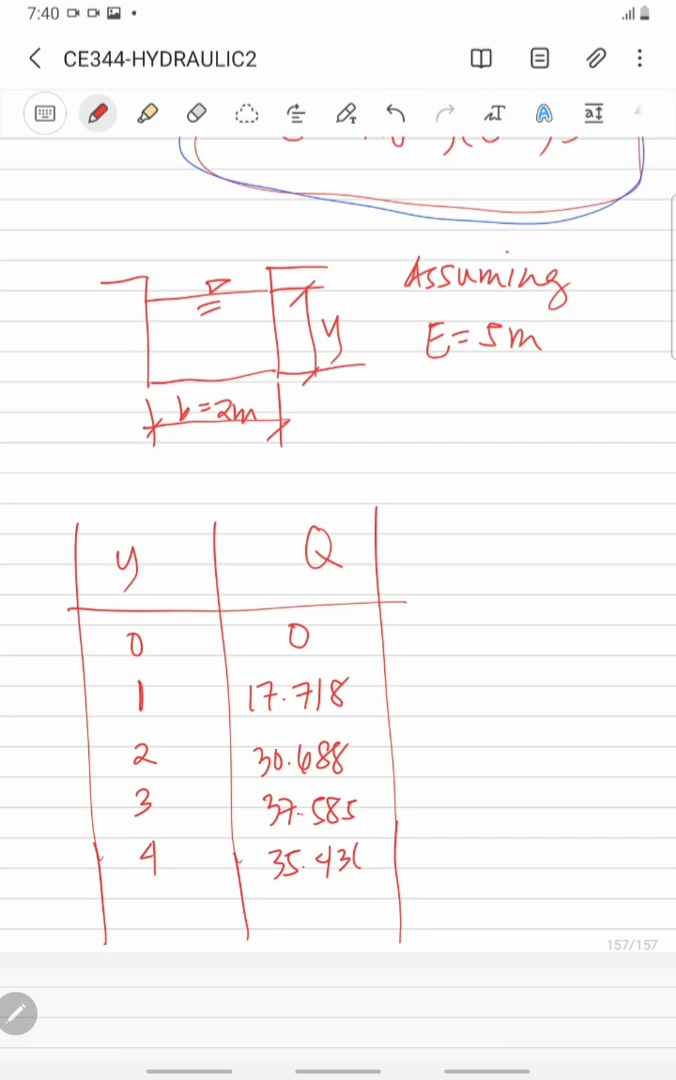 7:40
CE344-HYDRAULIC2
Assuming
E=5m
y
b=2m
y Q
0 0
1 17.718
2 30.688
3 37.585
4 35.436
157/157